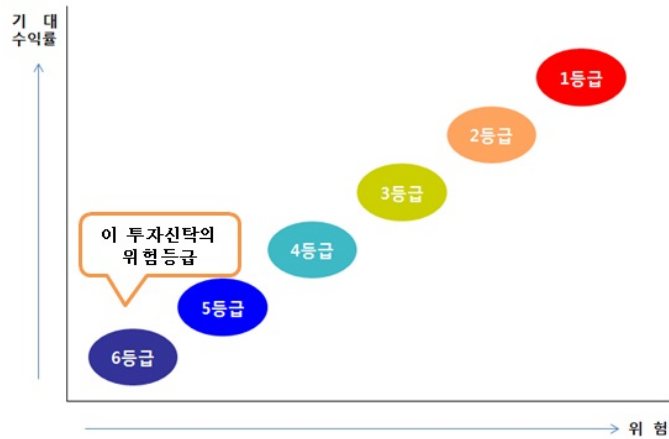 기 대
수익률
1등급
2등급
3등급
이 투자신탁의
위험등급
4등급
5등급
6등급
위 험